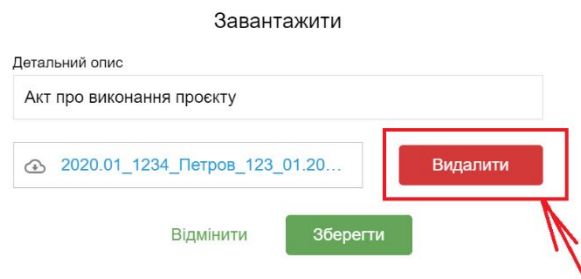 Завантажити
Детальний опис
Акт про виконання проєкту
2020.01_1234_Петров_123_01.20... Видалити
Відмінити Зберегти